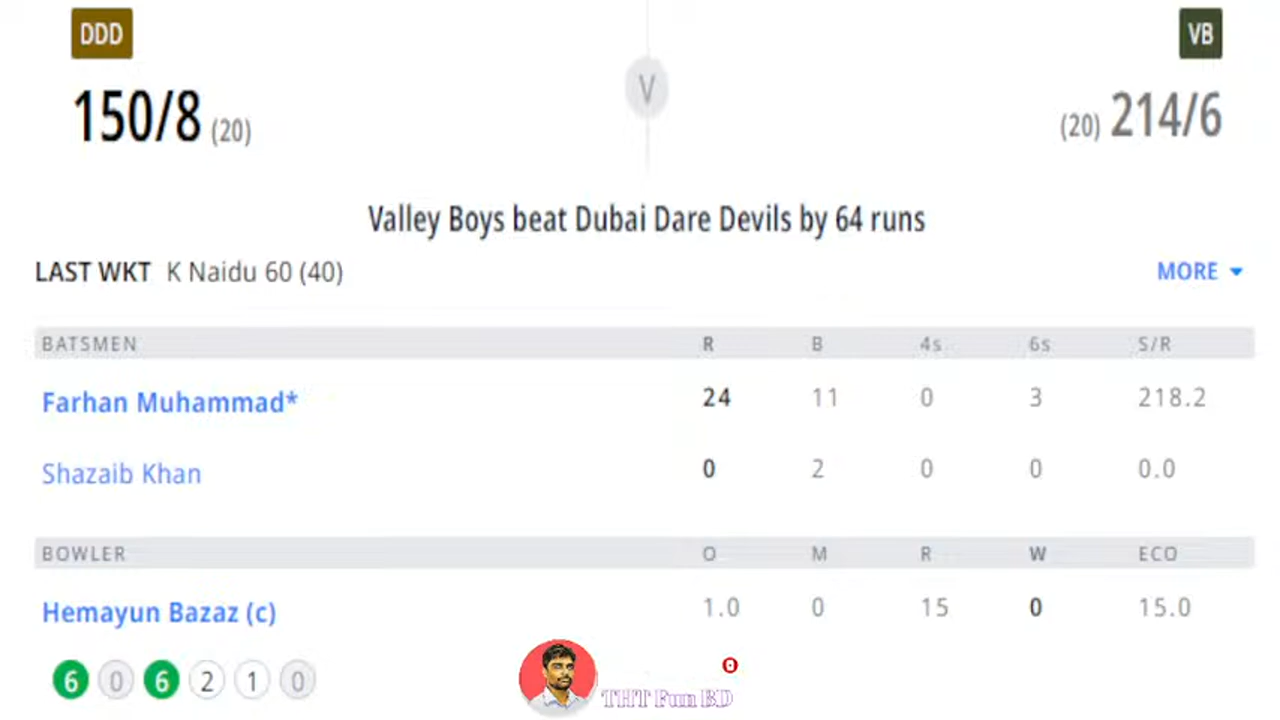 DDD VB
V
150/8 (20) (20) 214/6
Valley Boys beat Dubai Dare Devils by 64 runs
LAST WKT K Naidu 60 (40) MORE
BATSMEN R B 4s 6s S/R
Farhan Muhammad* 24 11 0 3 218.2
Shazaib Khan 0 2 0 0 0.0
BOWLER O M R W ECO
Hemayun Bazaz (c) 1.0 0 15 0 15.0
6 0 6 2 1 0
THT Fun BD